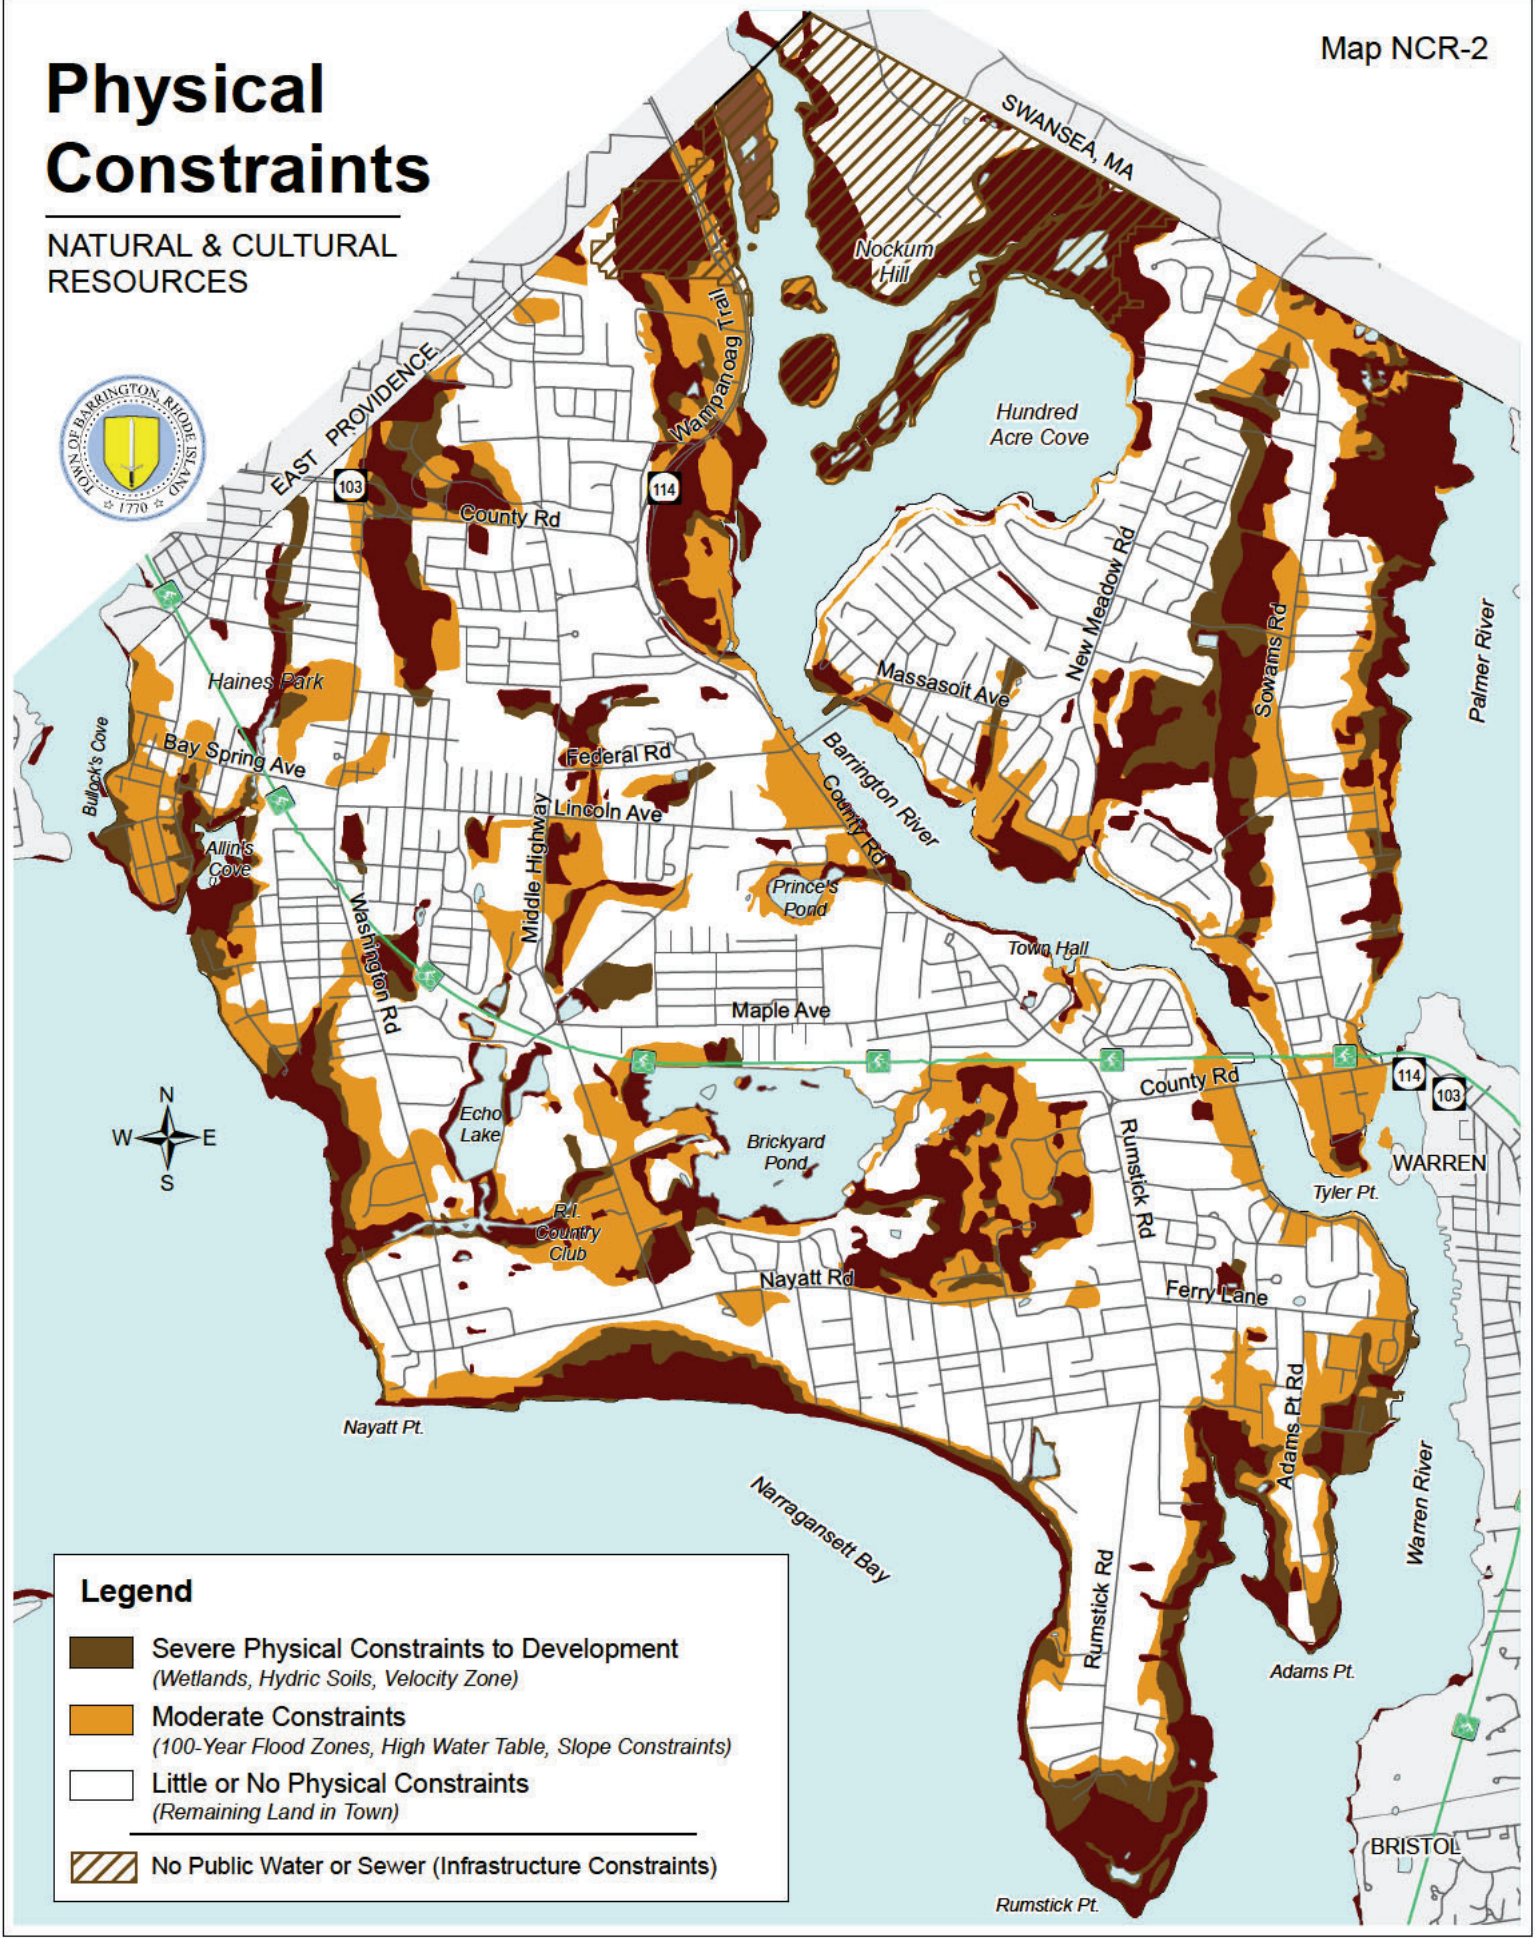 Map NCR-2
Physical
Constraints
NATURAL & CULTURAL
RESOURCES
TOWN OF BARRINGTON, RHODE ISLAND
1770
SWANSEA, MA
Nockum
Hill
Wampanoag Trail
EAST PROVIDENCE
Hundred
Acre Cove
103
114
County Rd
New Meadow Rd
Sowams Rd
Palmer River
Massasoit Ave
Haines Park
Bay Spring Ave
Bullock's Cove
Federal Rd
Barrington River
County Rd
Lincoln Ave
Middle Highway
Allin's
Cove
Prince's
Pond
Washington Rd
Town Hall
Maple Ave
County Rd
114
103
N
W E
S
Echo
Lake
Brickyard
Pond
Rumstick Rd
WARREN
Tyler Pt.
R.I.
Country
Club
Nayatt Rd
Ferry Lane
Adams Pt Rd
Nayatt Pt.
Warren River
Narragansett Bay
Rumstick Rd
Adams Pt.
BRISTOL
Rumstick Pt.
Legend
Severe Physical Constraints to Development
(Wetlands, Hydric Soils, Velocity Zone)
Moderate Constraints
(100-Year Flood Zones, High Water Table, Slope Constraints)
Little or No Physical Constraints
(Remaining Land in Town)
No Public Water or Sewer (Infrastructure Constraints)